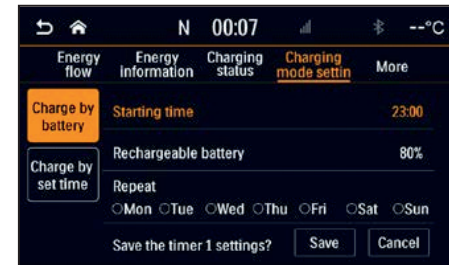 N 00:07 --°C
Energy flow
Energy information
Charging status
Charging mode settin
More
Charge by battery
Starting time 23:00
Rechargeable battery 80%
Charge by set time
Repeat
Mon Tue Wed Thu Fri Sat Sun
Save the timer 1 settings? Save Cancel